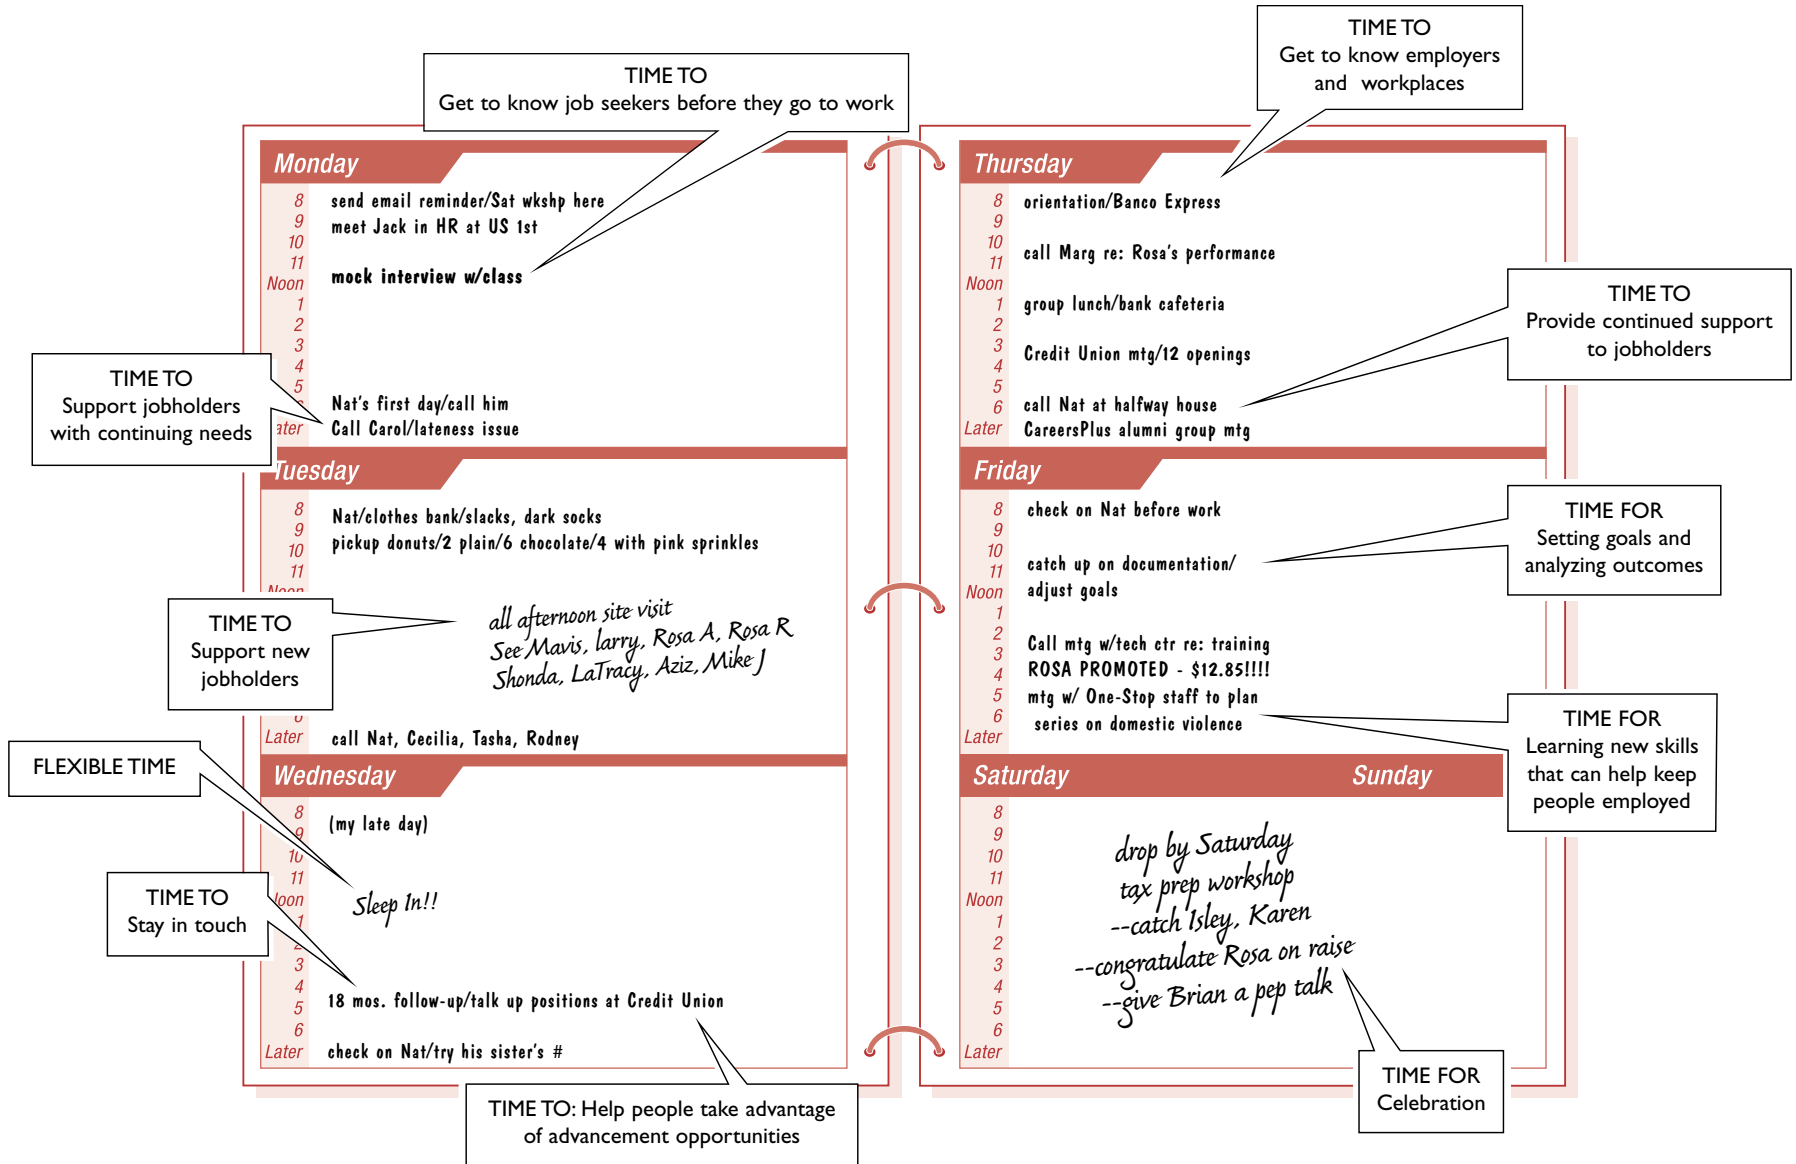 TIME TO
Get to know job seekers before they go to work
TIME TO
Get to know employers
and workplaces
Monday
8
9
10
11
Noon
1
2
3
4
5
Later
send email reminder/Sat wkshp here
meet Jack in HR at US 1st
mock interview w/class
Nat's first day/call him
Call Carol/lateness issue
TIME TO
Support jobholders
with continuing needs
Tuesday
8
9
10
11
Noon
6
Later
Nat/clothes bank/slacks, dark socks
pickup donuts/2 plain/6 chocolate/4 with pink sprinkles
all afternoon site visit
See Mavis, larry, Rosa A, Rosa R
Shonda, LaTracy, Aziz, Mike J
call Nat, Cecilia, Tasha, Rodney
TIME TO
Support new
jobholders
FLEXIBLE TIME
Wednesday
8
9
10
11
Noon
1
2
3
4
5
6
Later
(my late day)
Sleep In!!
18 mos. follow-up/talk up positions at Credit Union
check on Nat/try his sister's #
TIME TO
Stay in touch
TIME TO: Help people take advantage
of advancement opportunities
Thursday
8
9
10
11
Noon
1
2
3
4
5
6
Later
orientation/Banco Express
call Marg re: Rosa's performance
group lunch/bank cafeteria
Credit Union mtg/12 openings
call Nat at halfway house
CareersPlus alumni group mtg
TIME TO
Provide continued support
to jobholders
Friday
8
9
10
11
Noon
1
2
3
4
5
6
Later
check on Nat before work
catch up on documentation/
adjust goals
Call mtg w/tech ctr re: training
ROSA PROMOTED - $12.85!!!!
mtg w/ One-Stop staff to plan
series on domestic violence
TIME FOR
Setting goals and
analyzing outcomes
TIME FOR
Learning new skills
that can help keep
people employed
Saturday Sunday
8
9
10
11
Noon
1
2
3
4
5
6
Later
drop by Saturday
tax prep workshop
--catch Isley, Karen
--congratulate Rosa on raise
--give Brian a pep talk
TIME FOR
Celebration